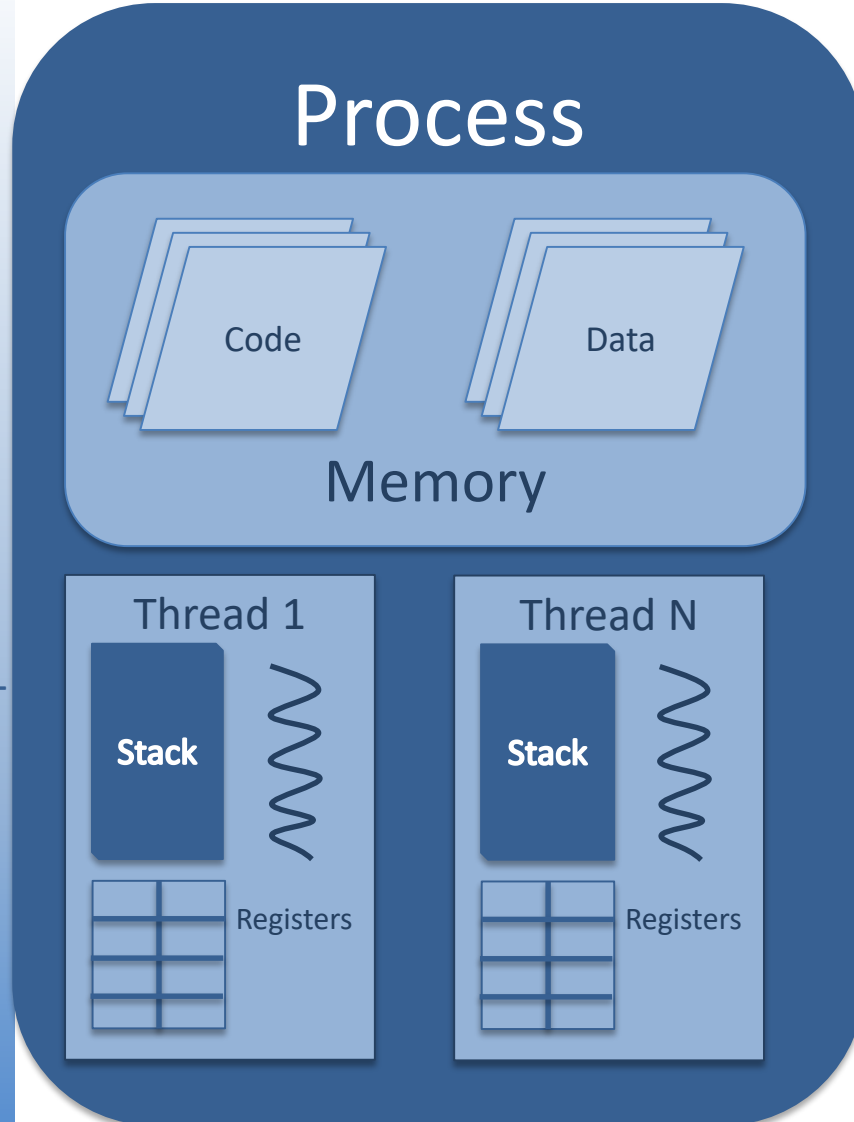 Process
Code
Data
Memory
Thread 1
Stack
Registers
Thread N
Stack
Registers